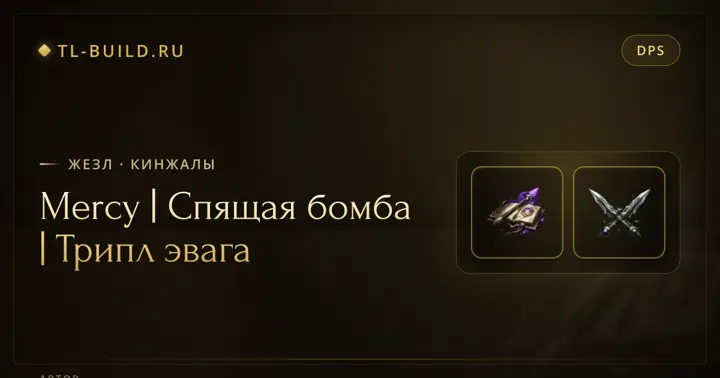 TL-BUILD.RU
DPS
ЖЕЗЛ · КИНЖАЛЫ
Mercy | Спящая бомба
| Трипл эвага